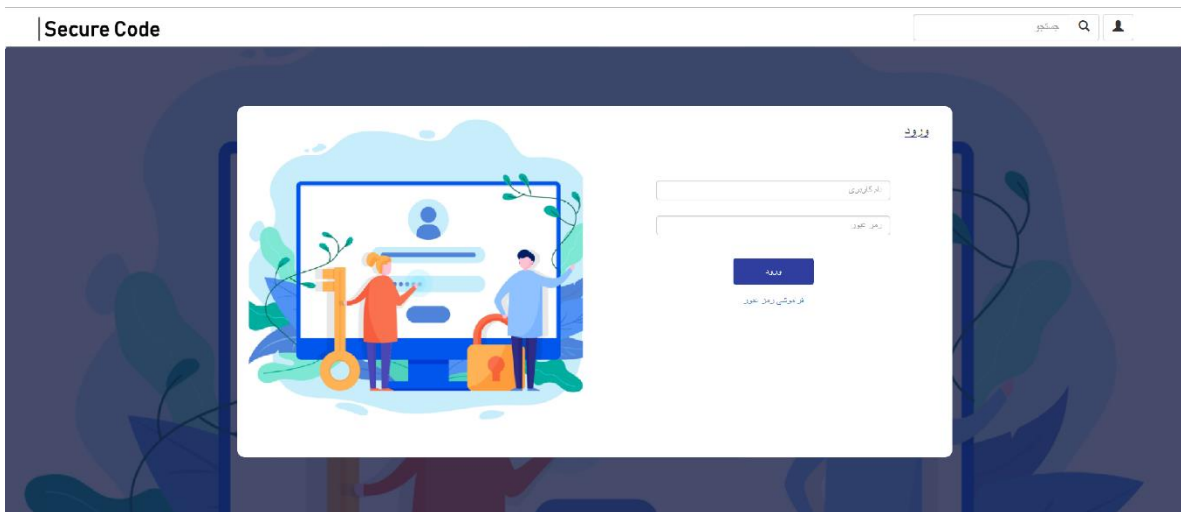 Secure Code
جستجو
ورود
نام کاربری
رمز عبور
ورود
فراموشی رمز عبور